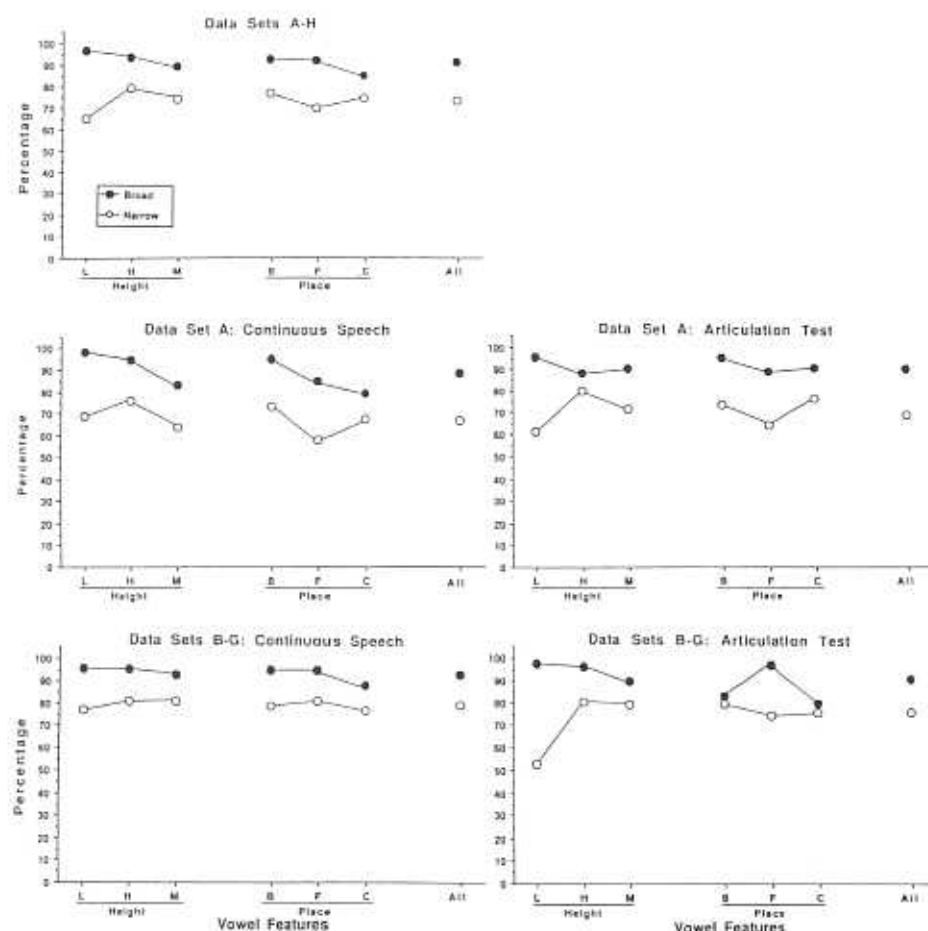 Data Sets A-H
Percentage
100
90
80
70
60
50
40
30
20
10
0
Broad
Narrow
L H M B F C All
Height Place
Data Set A: Continuous Speech
Percentage
100
90
80
70
60
50
40
30
20
10
0
L H M B F C All
Height Place
Data Set A: Articulation Test
100
90
80
70
60
50
40
30
20
10
0
L H M B F C All
Height Place
Data Sets B-G: Continuous Speech
Percentage
100
90
80
70
60
50
40
30
20
10
0
L H M B F C All
Height Place
Vowel Features
Data Sets B-G: Articulation Test
100
90
80
70
60
50
40
30
20
10
0
L H M B F C All
Height Place
Vowel Features